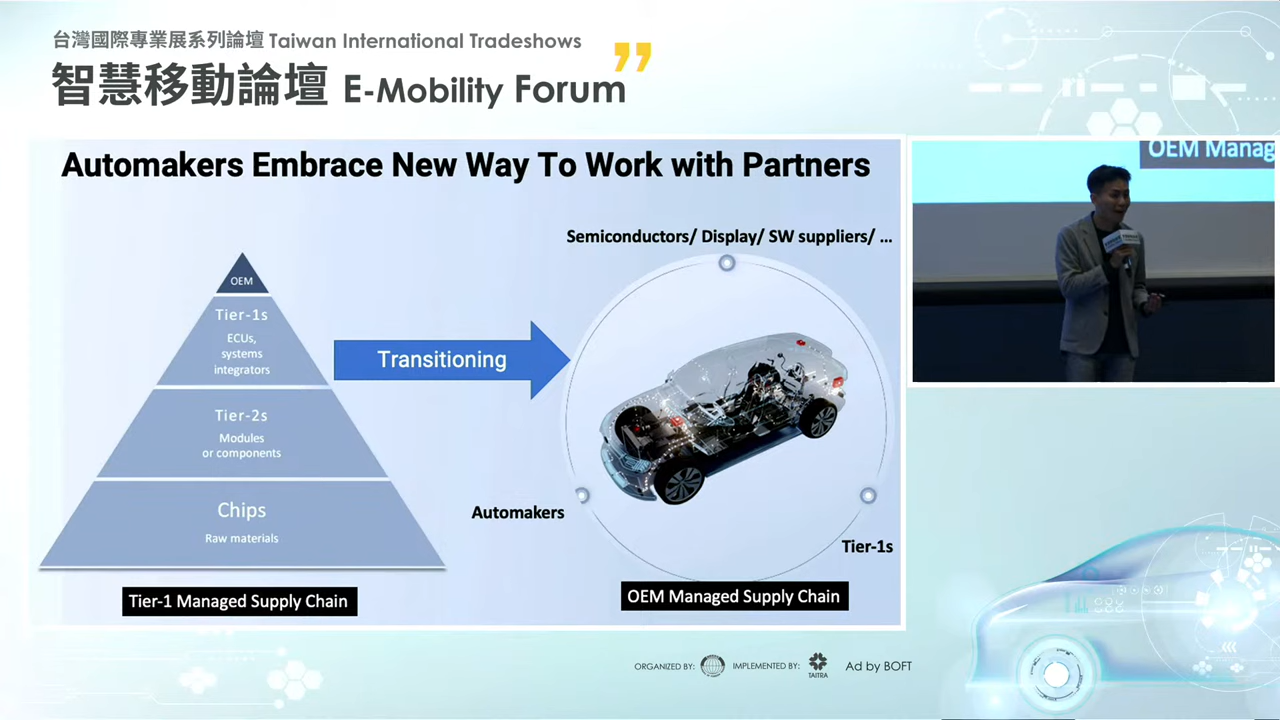 台灣國際專業展系列論壇 Taiwan International Tradeshows
智慧移動論壇 E-Mobility Forum
Automakers Embrace New Way To Work with Partners
OEM
Tier-1s
ECUs,
systems
integrators
Tier-2s
Modules
or components
Chips
Raw materials
Tier-1 Managed Supply Chain
Transitioning
Semiconductors/ Display/ SW suppliers/ ...
Automakers
Tier-1s
OEM Managed Supply Chain
OEM Manag
ORGANIZED BY:
IMPLEMENTED BY:
TAITRA
Ad by BOFT